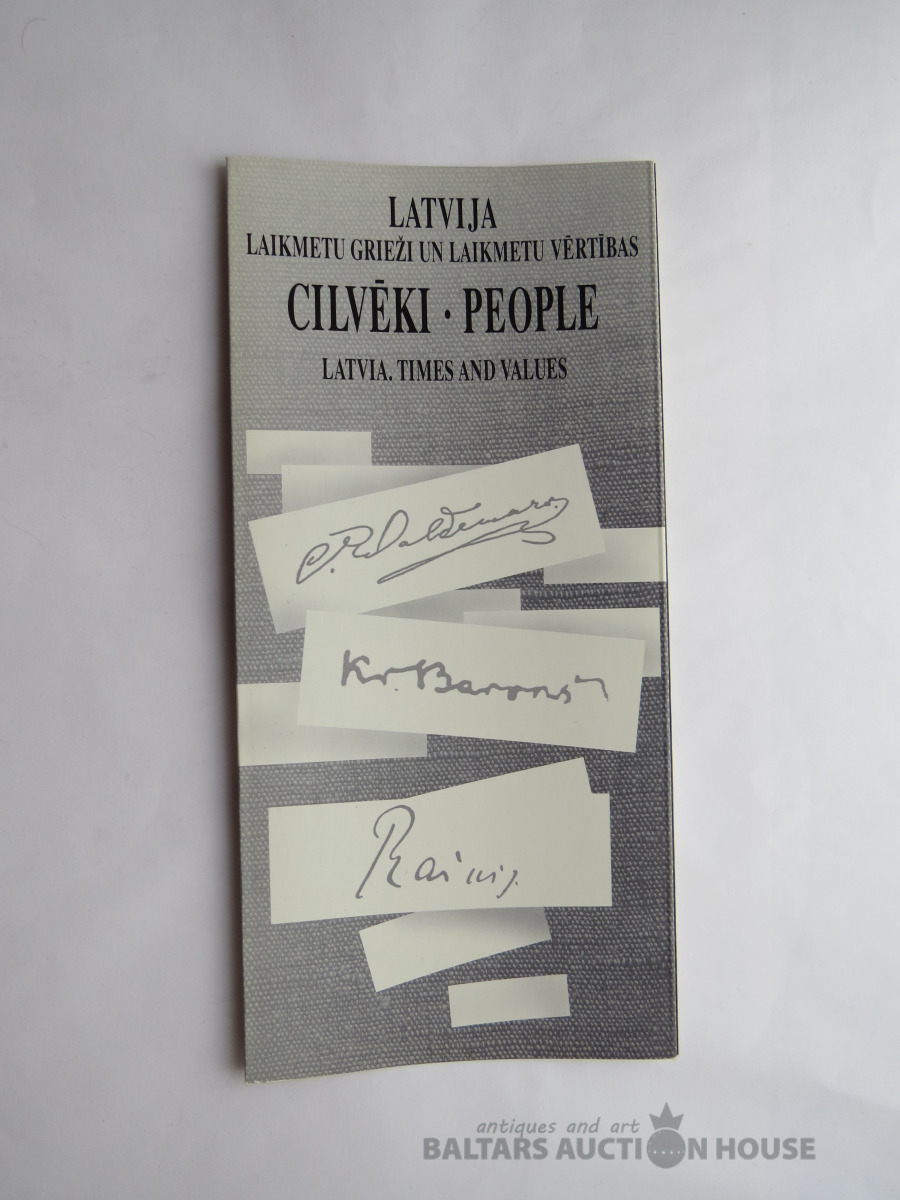 LATVIJA
LAIKMETU GRIEŽI UN LAIKMETU VĒRTĪBAS
CILVĒKI · PEOPLE
LATVIA. TIMES AND VALUES
C. R. Valdemars.
Kr. Barons
Rainis.
antiques and art
BALTARS AUCTION HOUSE